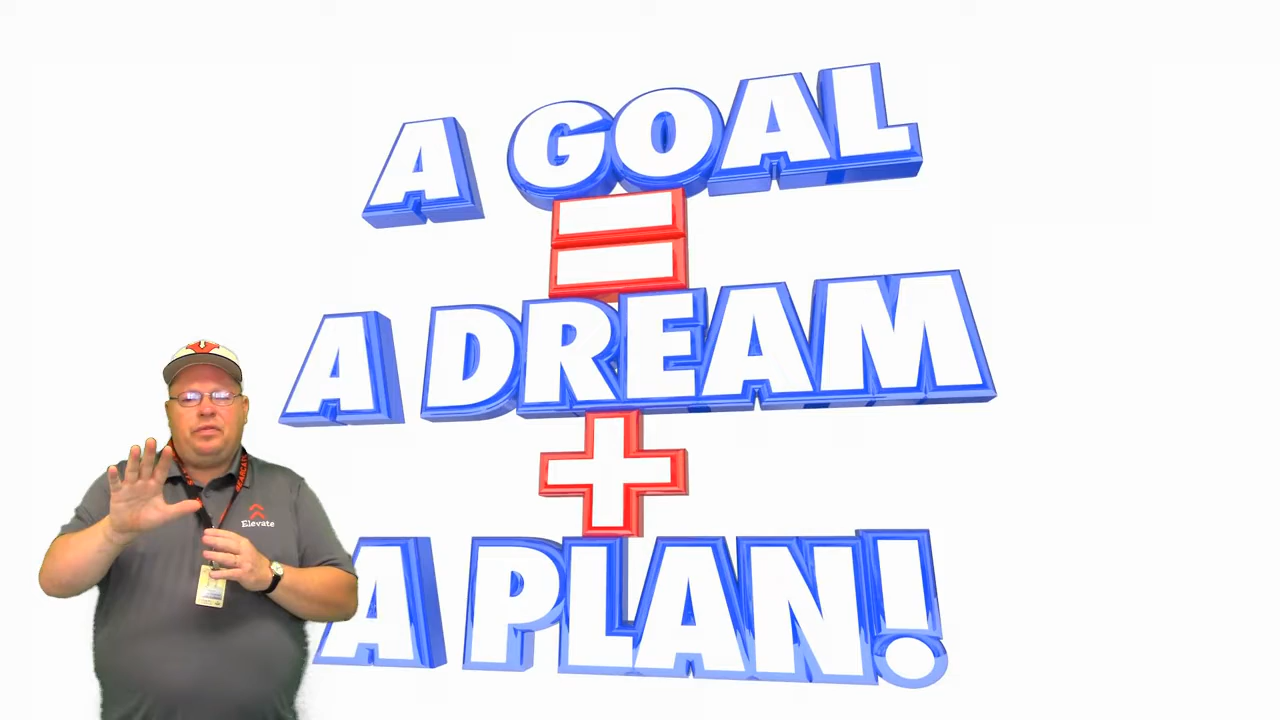 A GOAL
=
A DREAM
+
A PLAN!
Elevate